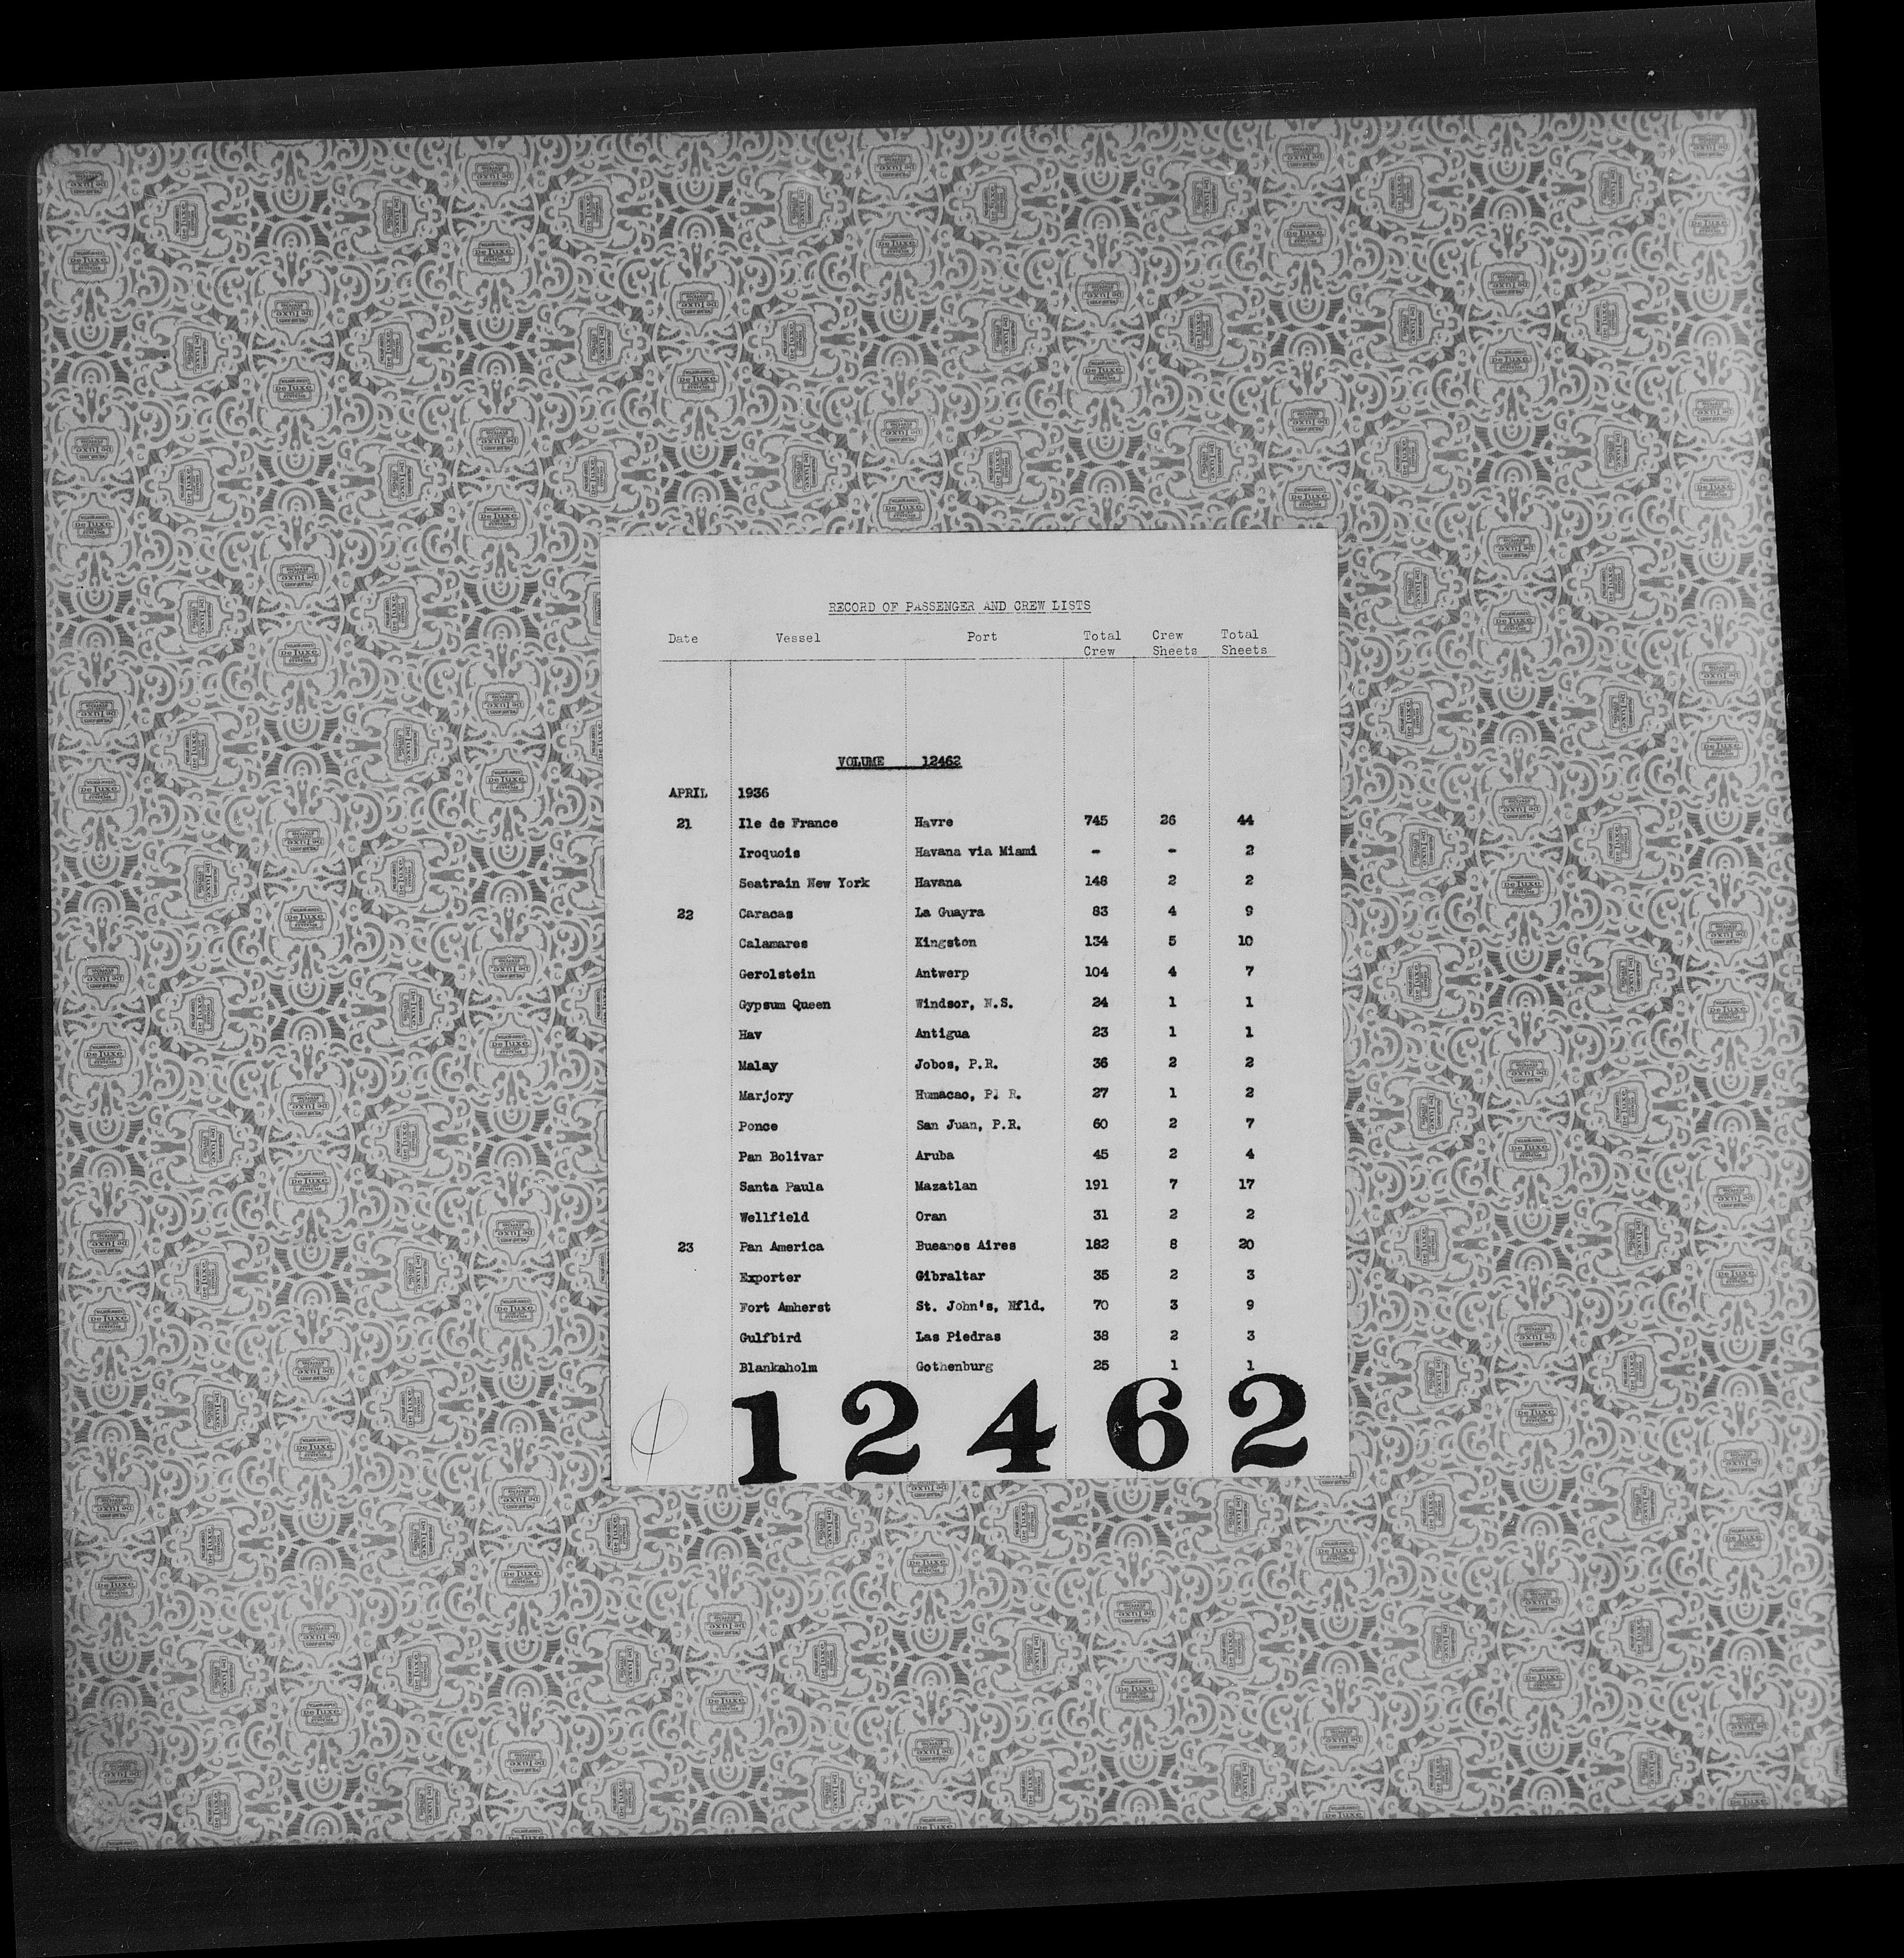 RECORD OF PASSENGER AND CREW LISTS
Date Vessel Port Total Crew Crew Sheets Total Sheets
VOLUME 12462
APRIL 1936
21 Ile de France Havre 745 26 44
Iroquois Havana via Miami - - 2
Seatrain New York Havana 148 2 2
22 Caracas La Guayra 83 4 9
Calamares Kingston 134 5 10
Gerolstein Antwerp 104 4 7
Gypsum Queen Windsor, N.S. 24 1 1
Hav Antigua 23 1 1
Malay Jobos, P.R. 36 2 2
Marjory Humacao, Pl R. 27 1 2
Ponce San Juan, P.R. 60 2 7
Pan Bolivar Aruba 45 2 4
Santa Paula Mazatlan 191 7 17
Wellfield Oran 31 2 2
23 Pan America Bueanos Aires 182 8 20
Exporter Gibraltar 35 2 3
Fort Amherst St. John's, Nfld. 70 3 9
Gulfbird Las Piedras 38 2 3
Blankaholm Gothenburg 25 1 1
12462